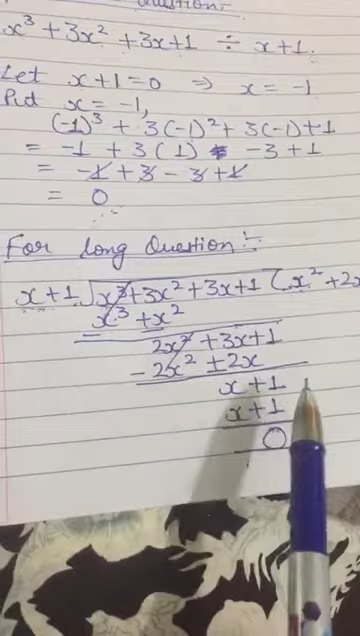 Question:-
x³ + 3x² + 3x + 1 ÷ x + 1.
Let x + 1 = 0 ⇒ x = -1
Put x = -1,
(-1)³ + 3(-1)² + 3(-1) + 1
= -1 + 3(1) -3 + 1
= -1 + 3 - 3 + 1
= 0
For long Question:-
x + 1 √x³ + 3x² + 3x + 1 ( x² + 2x
x³ + x²
2x² + 3x + 1
- 2x² ± 2x
x + 1
x + 1
0